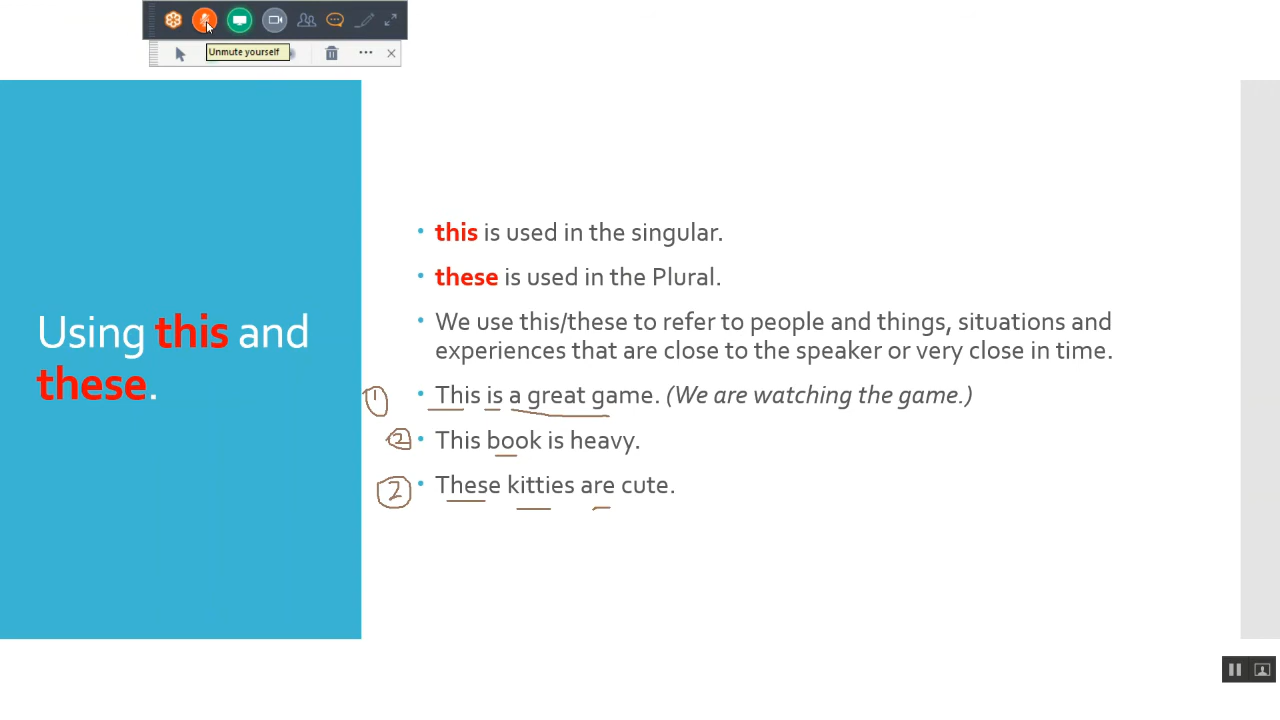 Unmute yourself
Using this and
these.
• this is used in the singular.
• these is used in the Plural.
• We use this/these to refer to people and things, situations and
experiences that are close to the speaker or very close in time.
1 • This is a great game. (We are watching the game.)
2 • This book is heavy.
2 • These kitties are cute.